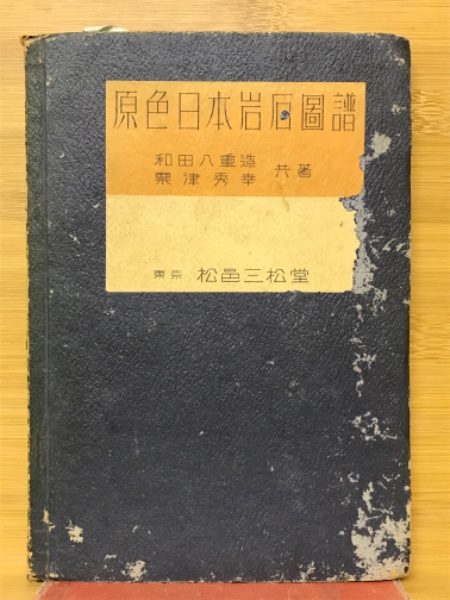 原色日本岩石圖譜
和田八重造
粟津秀幸 共著
東京 松邑三松堂